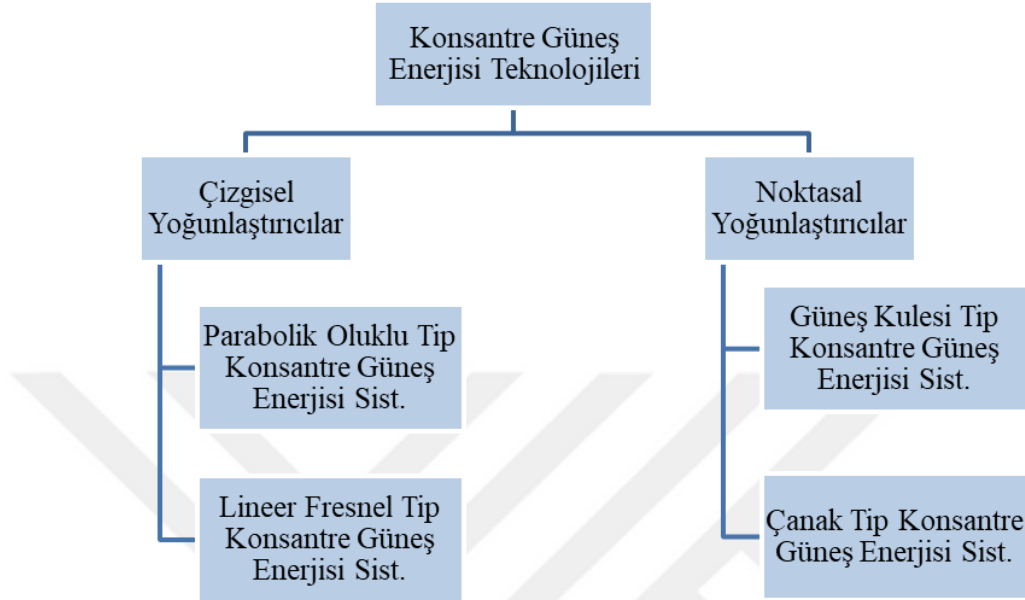 Konsantre Güneş
Enerjisi Teknolojileri
Çizgisel
Yoğunlaştırıcılar
Parabolik Oluklu Tip
Konsantre Güneş
Enerjisi Sist.
Lineer Fresnel Tip
Konsantre Güneş
Enerjisi Sist.
Noktasal
Yoğunlaştırıcılar
Güneş Kulesi Tip
Konsantre Güneş
Enerjisi Sist.
Çanak Tip Konsantre
Güneş Enerjisi Sist.